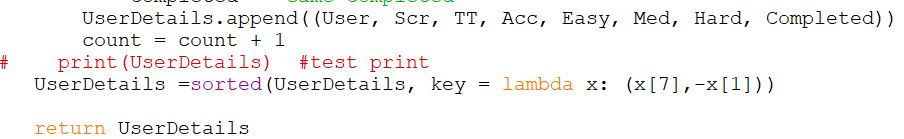 UserDetails.append((User, Scr, TT, Acc, Easy, Med, Hard, Completed))
count = count + 1
#    print(UserDetails)  #test print
UserDetails =sorted(UserDetails, key = lambda x: (x[7],-x[1]))
return UserDetails